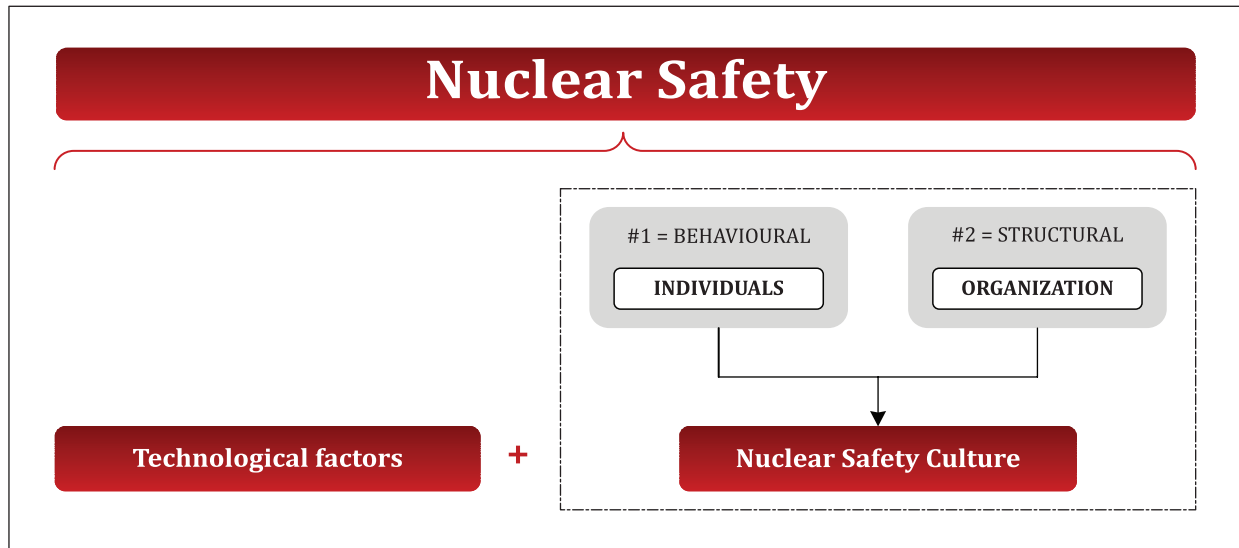 Nuclear Safety
#1 = BEHAVIOURAL
INDIVIDUALS
#2 = STRUCTURAL
ORGANIZATION
Technological factors
+
Nuclear Safety Culture